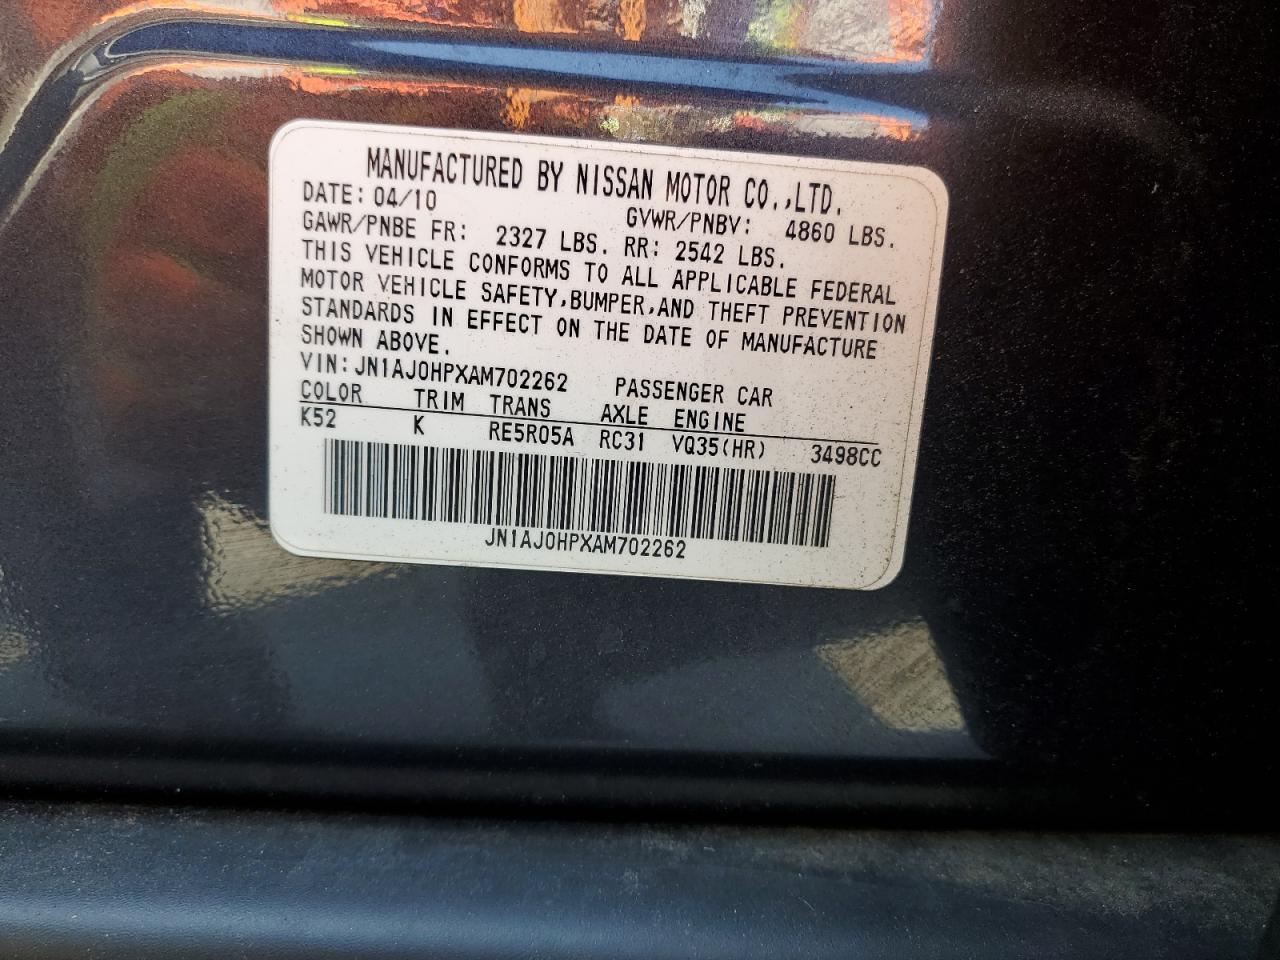 MANUFACTURED BY NISSAN MOTOR CO.,LTD.
DATE: 04/10 GVWR/PNBV: 4860 LBS.
GAWR/PNBE FR: 2327 LBS. RR: 2542 LBS.
THIS VEHICLE CONFORMS TO ALL APPLICABLE FEDERAL
MOTOR VEHICLE SAFETY,BUMPER,AND THEFT PREVENTION
STANDARDS IN EFFECT ON THE DATE OF MANUFACTURE
SHOWN ABOVE.
VIN:JN1AJ0HPXAM702262 PASSENGER CAR
COLOR TRIM TRANS AXLE ENGINE
K52 K RE5R05A RC31 VQ35(HR) 3498CC
JN1AJ0HPXAM702262